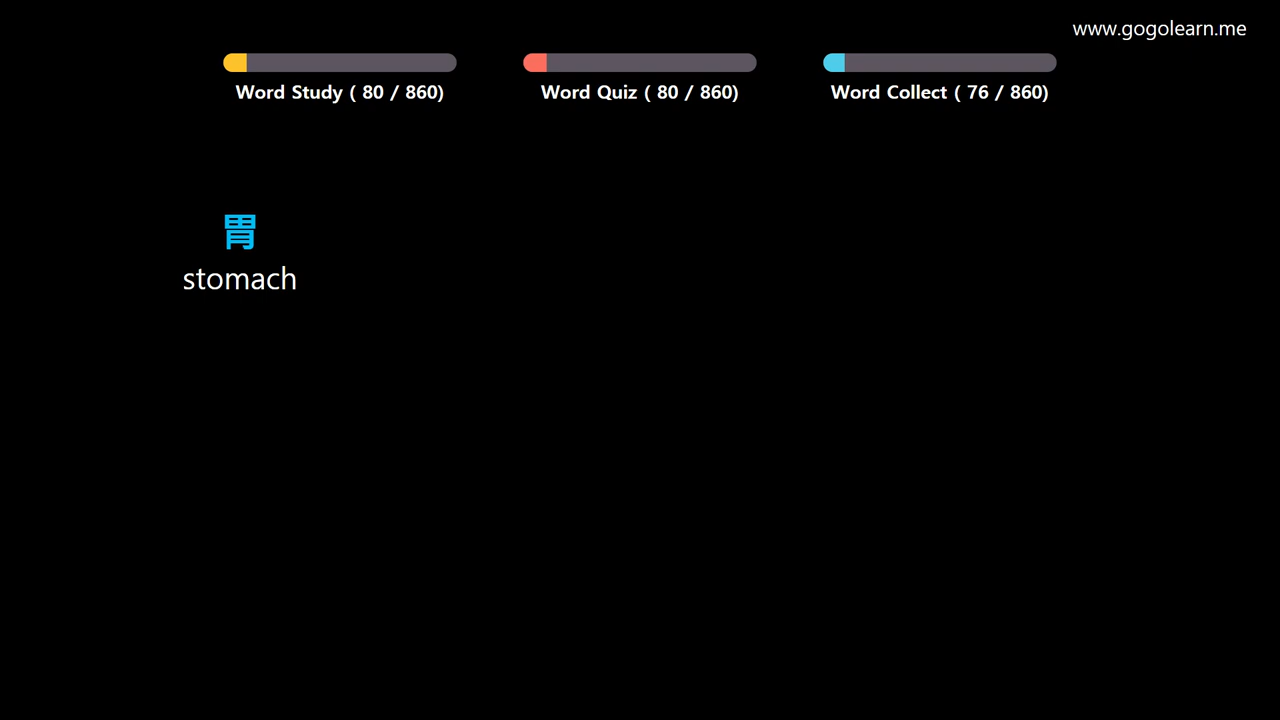 www.gogolearn.me
Word Study ( 80 / 860)
Word Quiz ( 80 / 860)
Word Collect ( 76 / 860)
胃
stomach